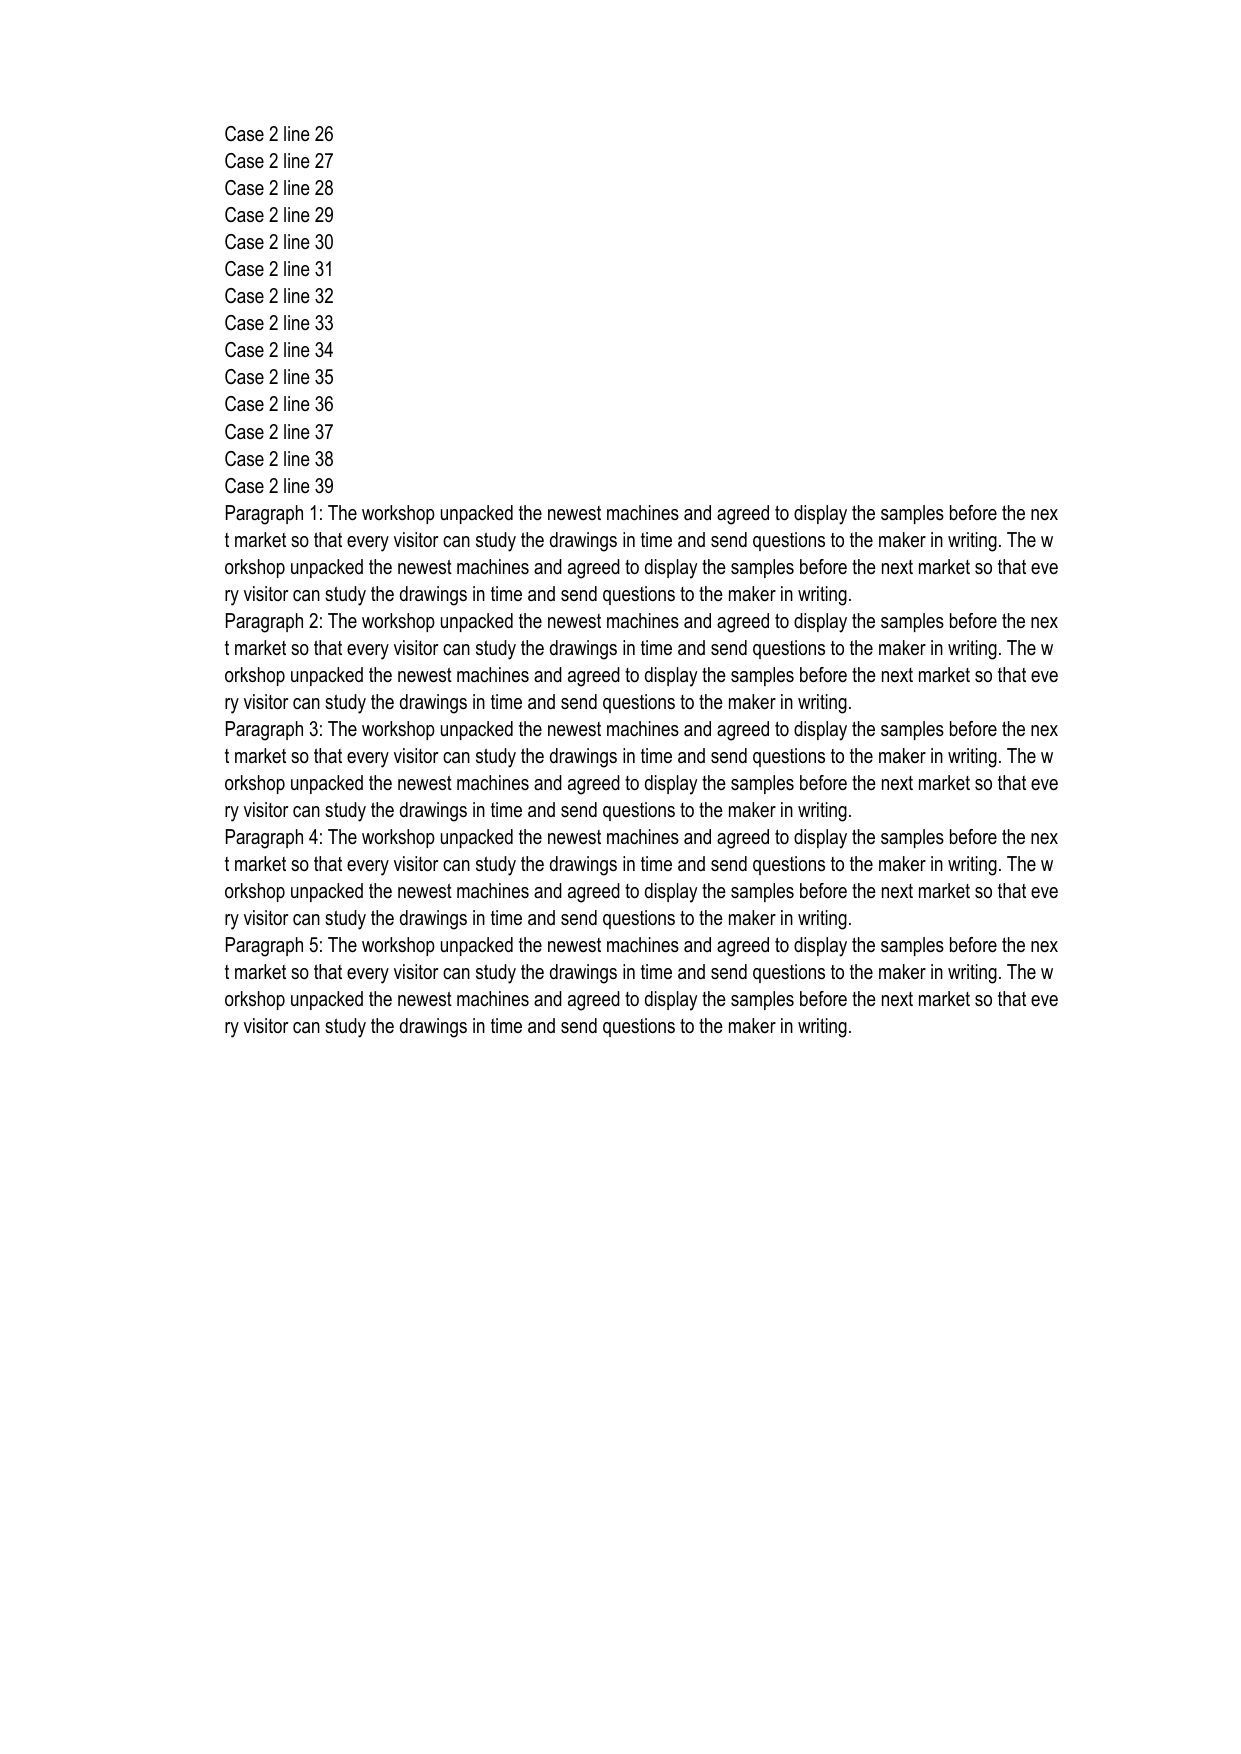 Case 2 line 26
Case 2 line 27
Case 2 line 28
Case 2 line 29
Case 2 line 30
Case 2 line 31
Case 2 line 32
Case 2 line 33
Case 2 line 34
Case 2 line 35
Case 2 line 36
Case 2 line 37
Case 2 line 38
Case 2 line 39
Paragraph 1: The workshop unpacked the newest machines and agreed to display the samples before the nex
t market so that every visitor can study the drawings in time and send questions to the maker in writing. The w
orkshop unpacked the newest machines and agreed to display the samples before the next market so that eve
ry visitor can study the drawings in time and send questions to the maker in writing.
Paragraph 2: The workshop unpacked the newest machines and agreed to display the samples before the nex
t market so that every visitor can study the drawings in time and send questions to the maker in writing. The w
orkshop unpacked the newest machines and agreed to display the samples before the next market so that eve
ry visitor can study the drawings in time and send questions to the maker in writing.
Paragraph 3: The workshop unpacked the newest machines and agreed to display the samples before the nex
t market so that every visitor can study the drawings in time and send questions to the maker in writing. The w
orkshop unpacked the newest machines and agreed to display the samples before the next market so that eve
ry visitor can study the drawings in time and send questions to the maker in writing.
Paragraph 4: The workshop unpacked the newest machines and agreed to display the samples before the nex
t market so that every visitor can study the drawings in time and send questions to the maker in writing. The w
orkshop unpacked the newest machines and agreed to display the samples before the next market so that eve
ry visitor can study the drawings in time and send questions to the maker in writing.
Paragraph 5: The workshop unpacked the newest machines and agreed to display the samples before the nex
t market so that every visitor can study the drawings in time and send questions to the maker in writing. The w
orkshop unpacked the newest machines and agreed to display the samples before the next market so that eve
ry visitor can study the drawings in time and send questions to the maker in writing.